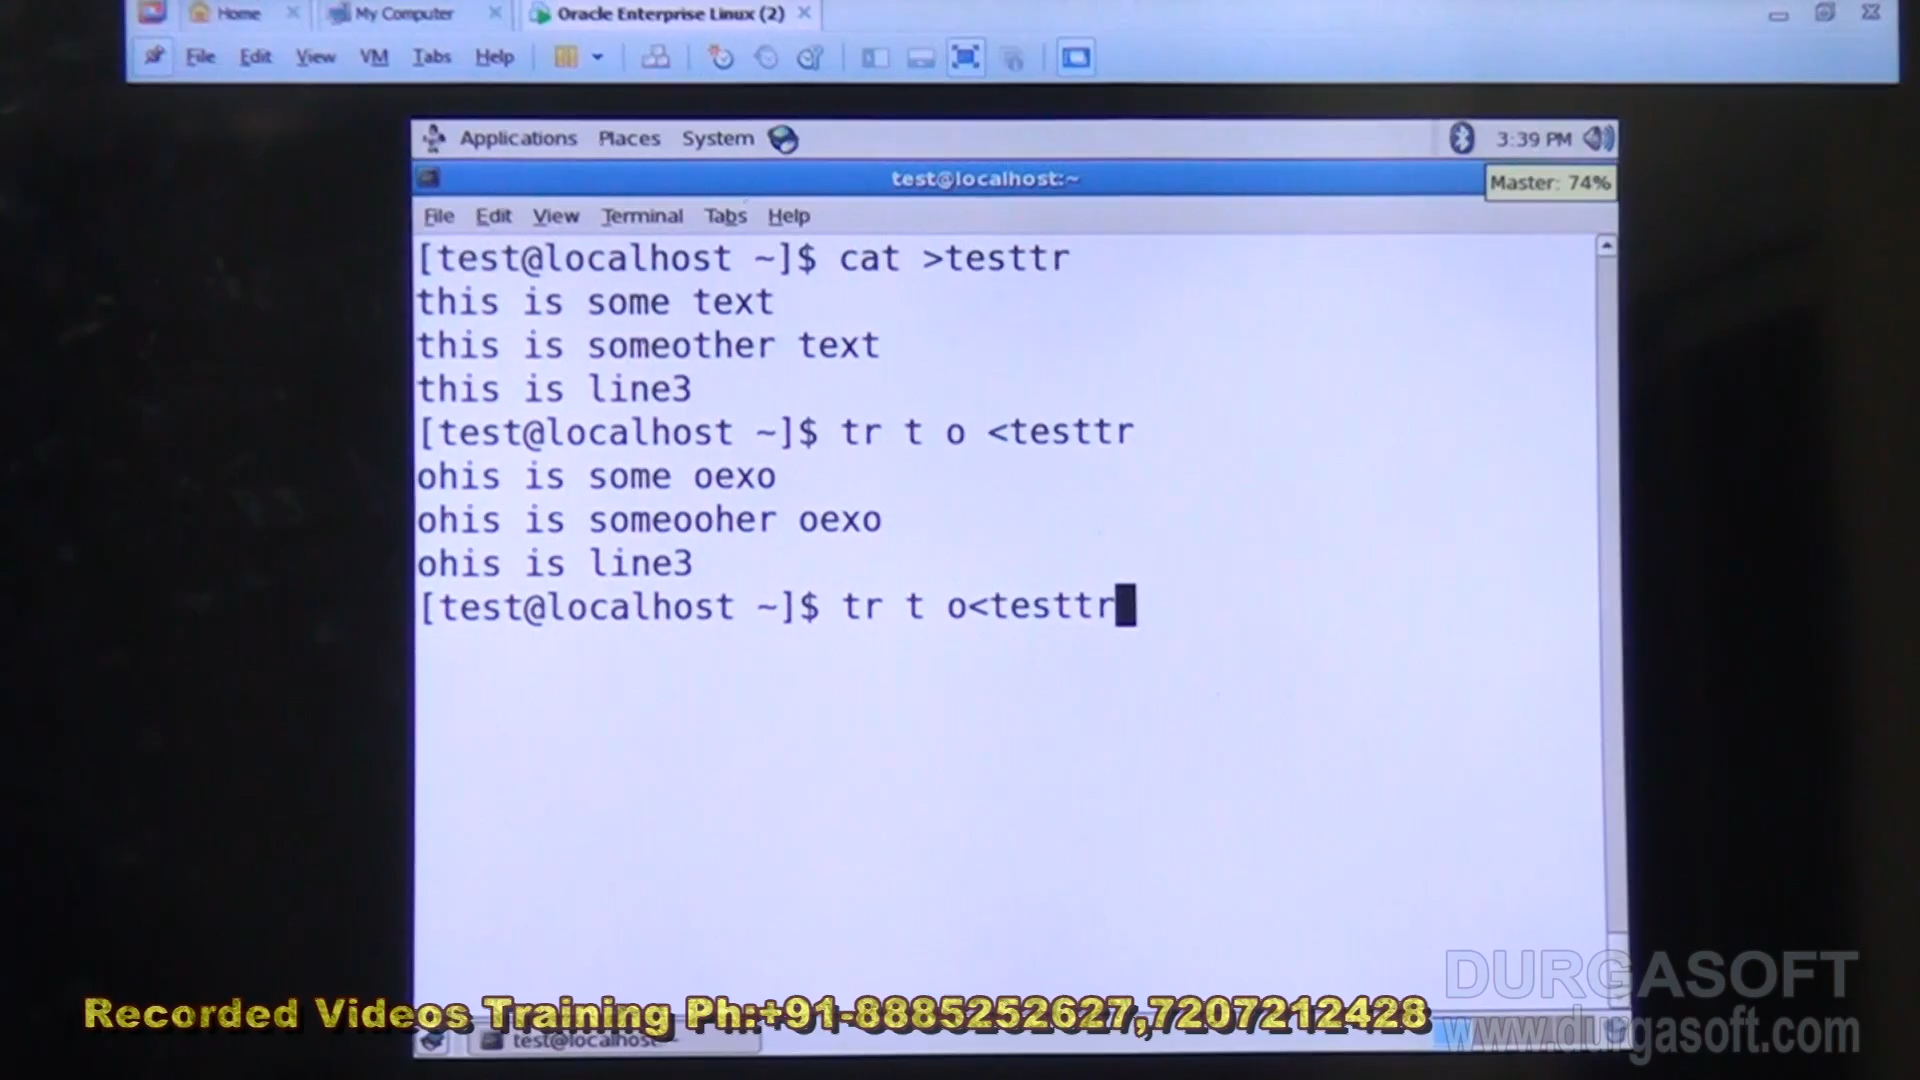 Home My Computer Oracle Enterprise Linux (2)
File Edit View VM Tabs Help
Applications Places System 3:39 PM
test@localhost:~
Master: 74%
File Edit View Terminal Tabs Help
[test@localhost ~]$ cat >testtr
this is some text
this is someother text
this is line3
[test@localhost ~]$ tr t o <testtr
ohis is some oexo
ohis is someooher oexo
ohis is line3
[test@localhost ~]$ tr t o<testtr
DURGASOFT
Recorded Videos Training Ph:+91-8885252627,7207212428
www.durgasoft.com
test@localhost:~